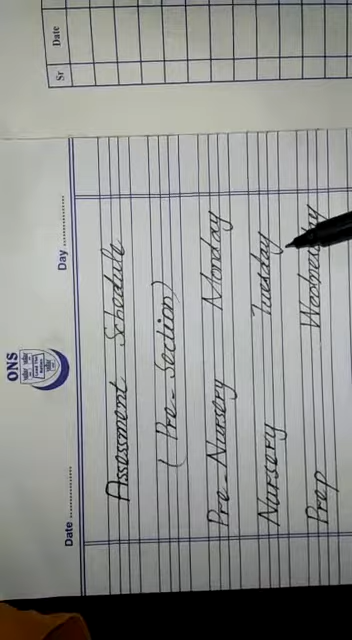 Sr Date
ONS
Date ............... Day ...............
Assessment Schedule
(Pre-Section)
Pre-Nursery Monday
Nursery Tuesday
Prep Wednesday